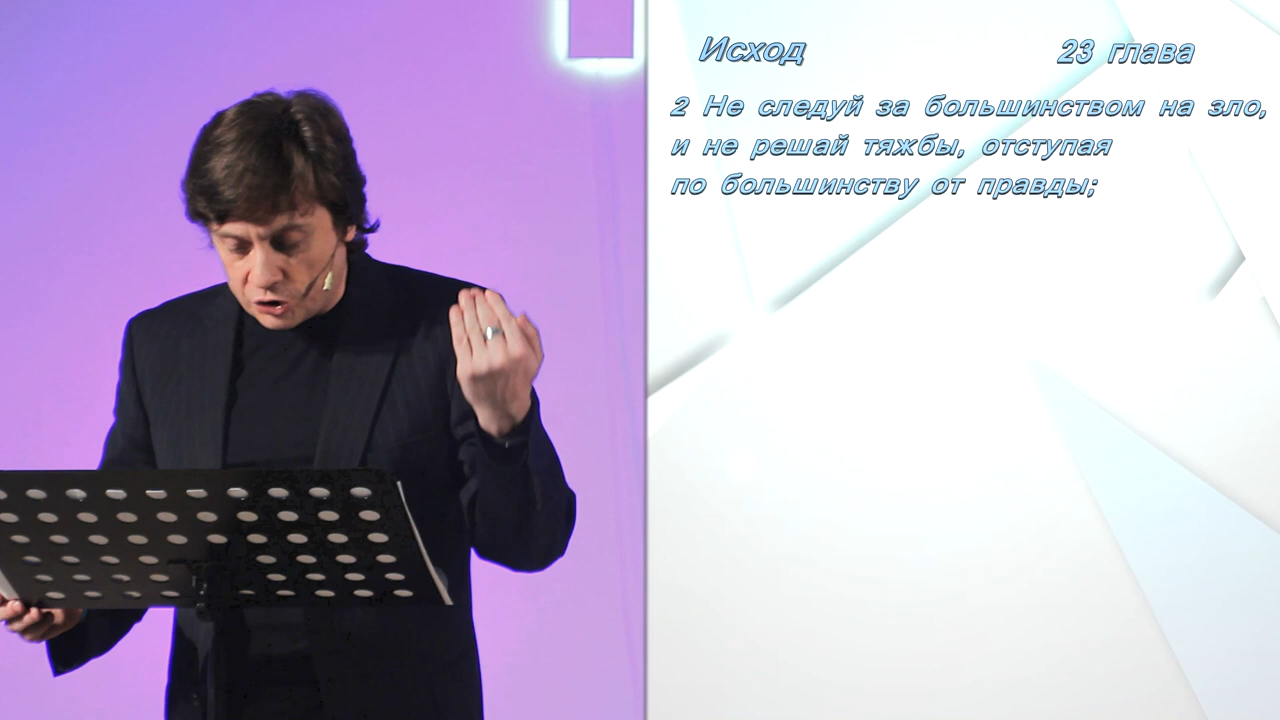 Исход 23 глава
2 Не следуй за большинством на зло,
и не решай тяжбы, отступая
по большинству от правды;